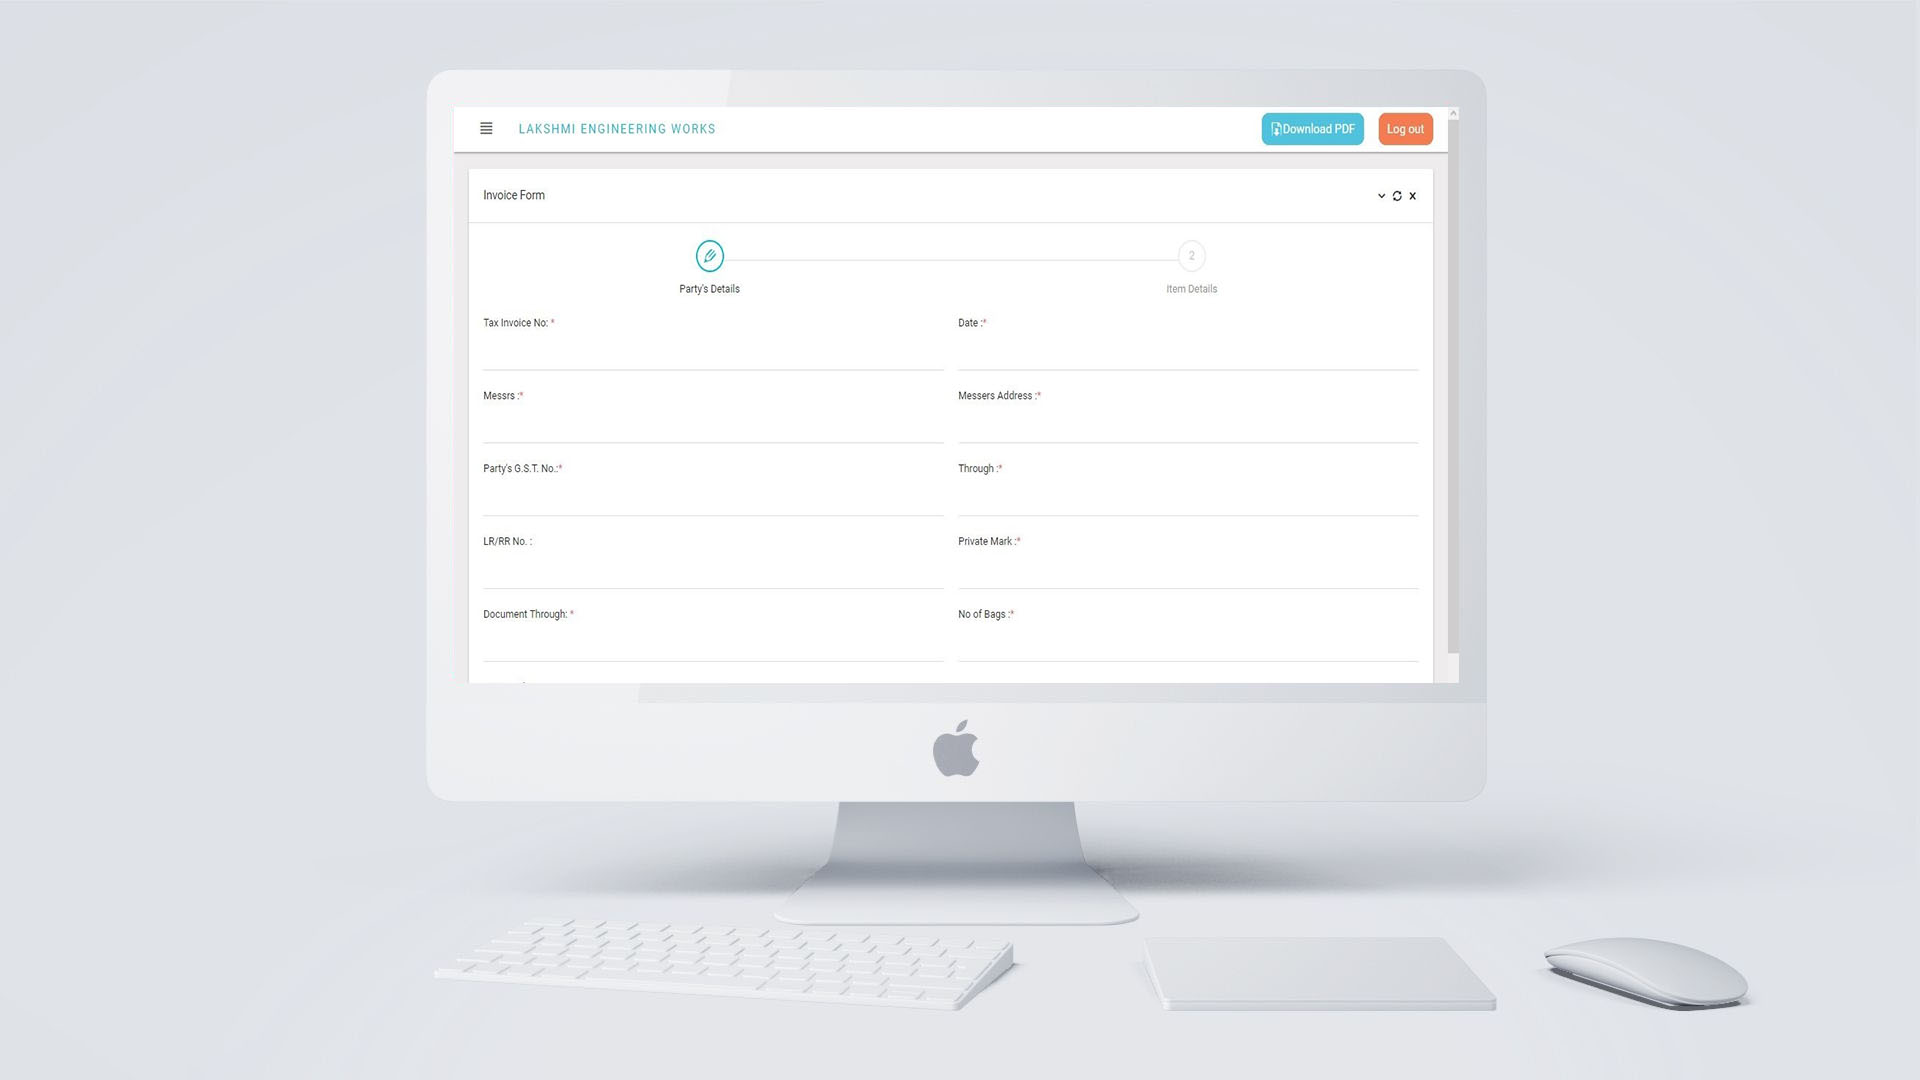 LAKSHMI ENGINEERING WORKS
Download PDF
Log out
Invoice Form
2
Party's Details
Item Details
Tax Invoice No: *
Date :*
Messrs :*
Messers Address :*
Party's G.S.T. No.:*
Through :*
LR/RR No. :
Private Mark :*
Document Through: *
No of Bags :*